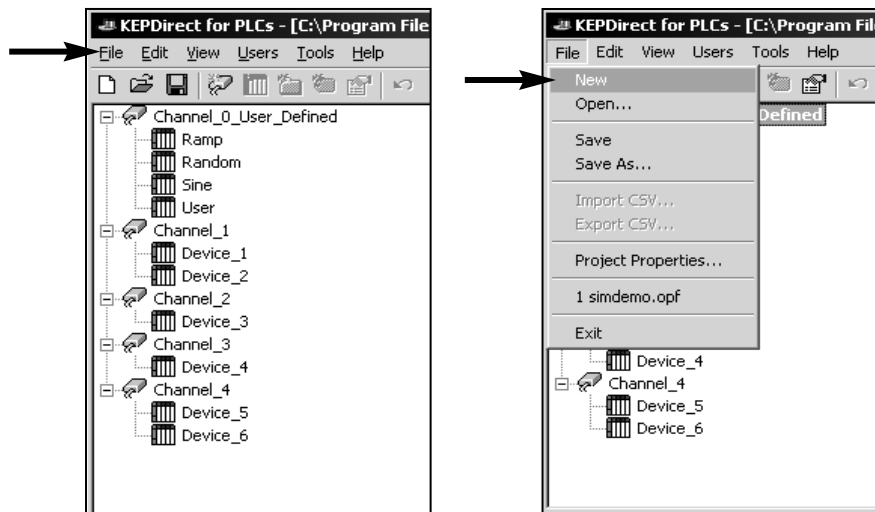 KEPDirect for PLCs - [C:\Program File
File Edit View Users Tools Help
Channel_0_User_Defined
Ramp
Random
Sine
User
Channel_1
Device_1
Device_2
Channel_2
Device_3
Channel_3
Device_4
Channel_4
Device_5
Device_6
KEPDirect for PLCs - [C:\Program Fil
File Edit View Users Tools Help
New
Open...
Defined
Save
Save As...
Import CSV...
Export CSV...
Project Properties...
1 simdemo.opf
Exit
Device_4
Channel_4
Device_5
Device_6